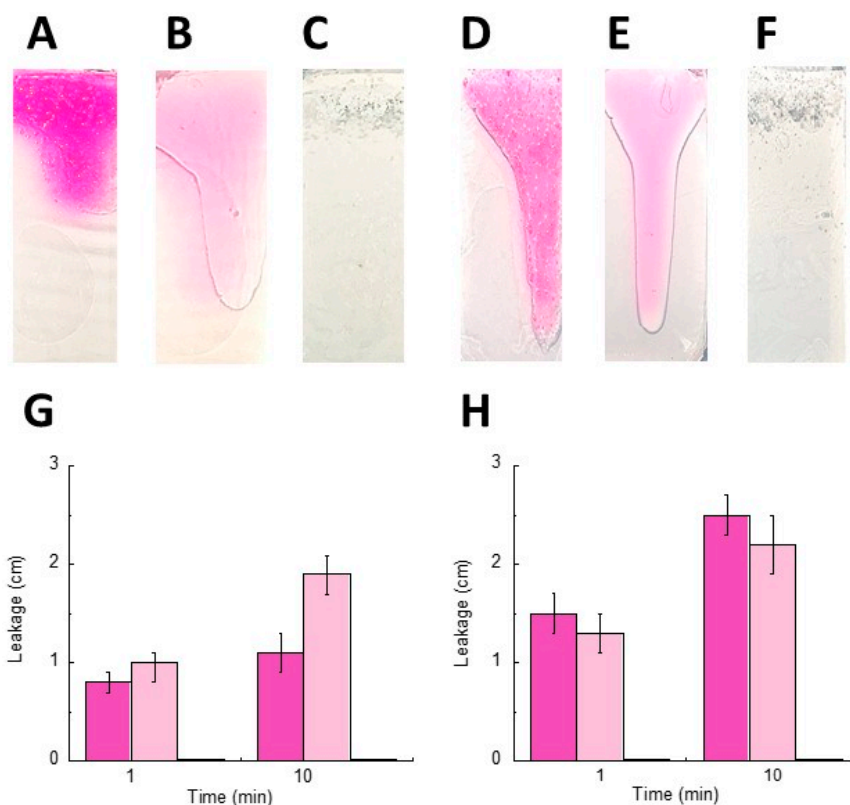 A B C D E F
G H
3 3
2 2
Leakage (cm) Leakage (cm)
1 1
0 0
1 10 1 10
Time (min) Time (min)